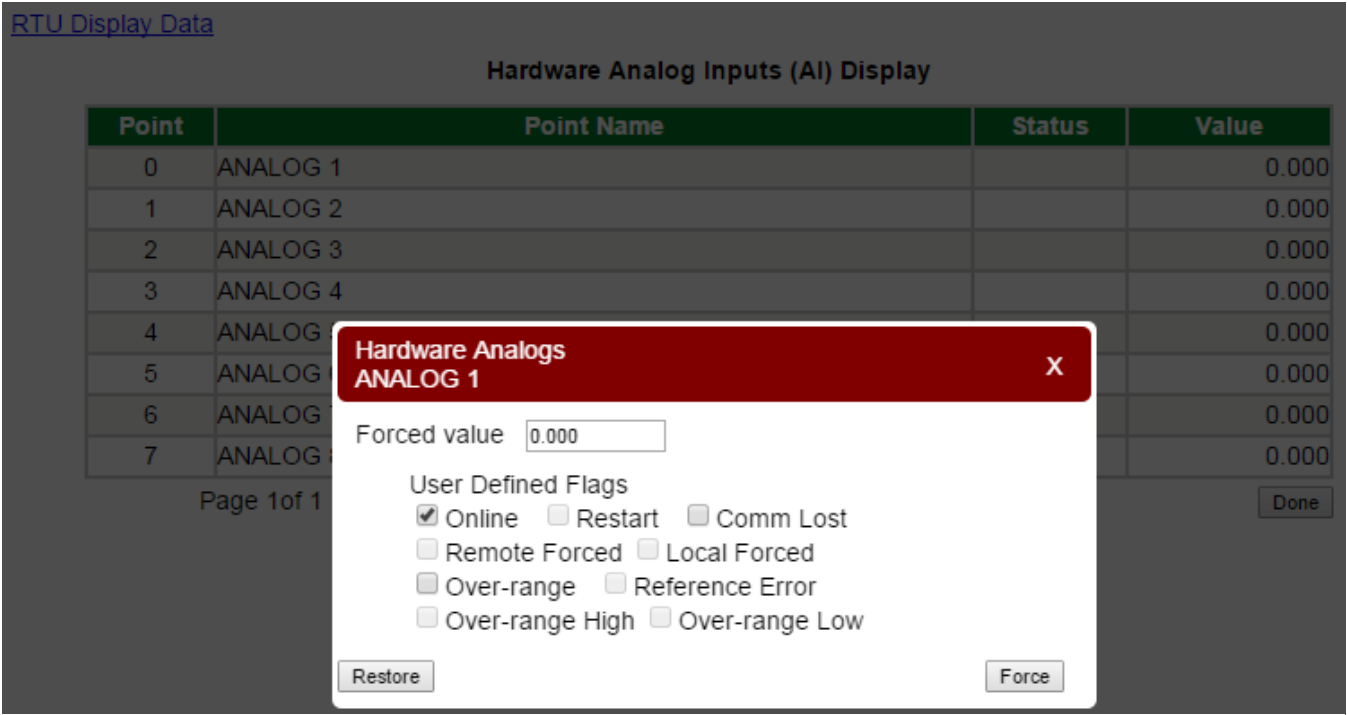 RTU Display Data
Hardware Analog Inputs (AI) Display
Point Point Name Status Value
0 ANALOG 1 0.000
1 ANALOG 2 0.000
2 ANALOG 3 0.000
3 ANALOG 4 0.000
4 ANALOG 0.000
5 ANALOG 0.000
6 ANALOG 0.000
7 ANALOG 0.000
Page 1of 1 Done
Hardware Analogs
ANALOG 1 X
Forced value 0.000
User Defined Flags
Online Restart Comm Lost
Remote Forced Local Forced
Over-range Reference Error
Over-range High Over-range Low
Restore Force